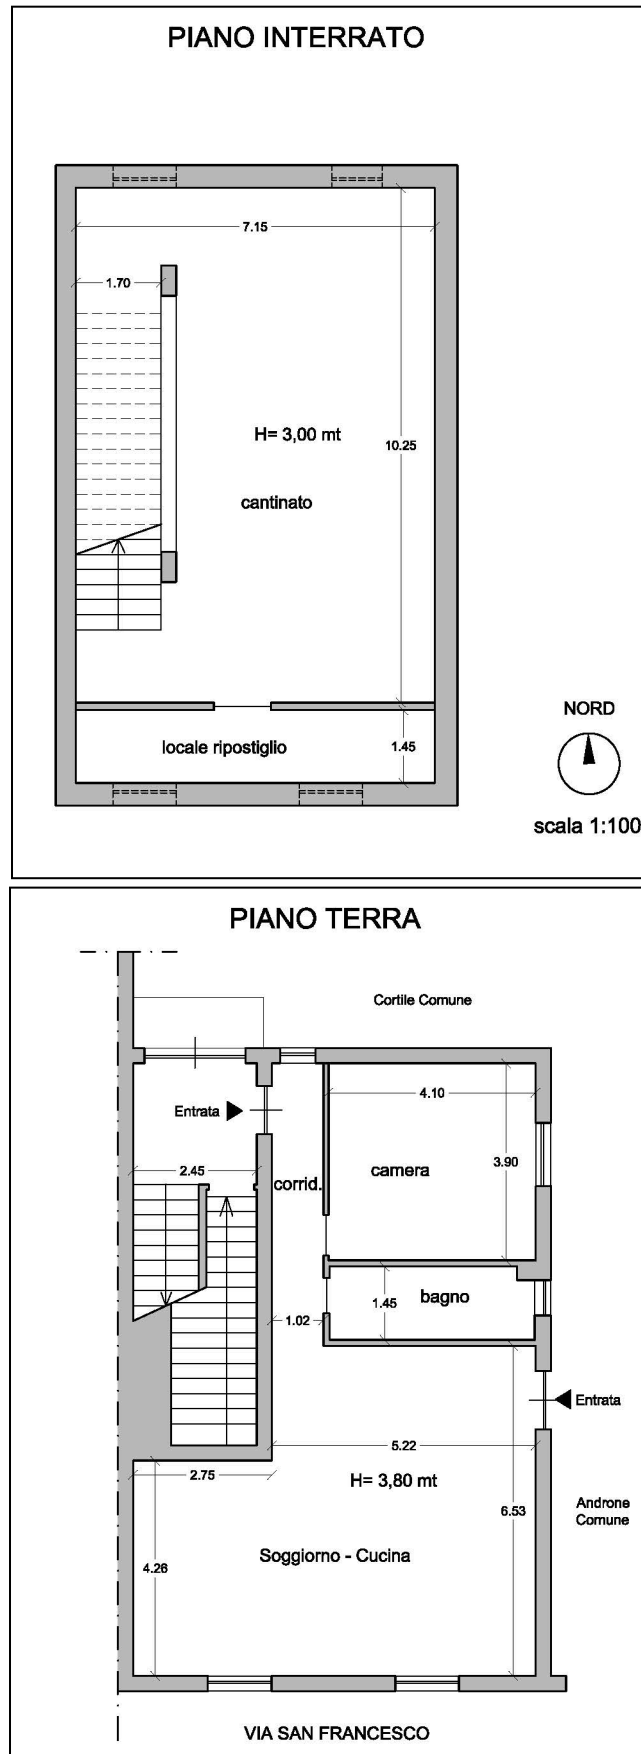 PIANO INTERRATO
7.15
1.70
H= 3,00 mt
10.25
cantinato
NORD
locale ripostiglio
1.45
scala 1:100
PIANO TERRA
Cortile Comune
4.10
Entrata
3.90
2.45
camera
corrid.
bagno
1.45
1.02
Entrata
5.22
2.75
H= 3,80 mt
6.53
Androne
Comune
Soggiorno - Cucina
4.26
VIA SAN FRANCESCO